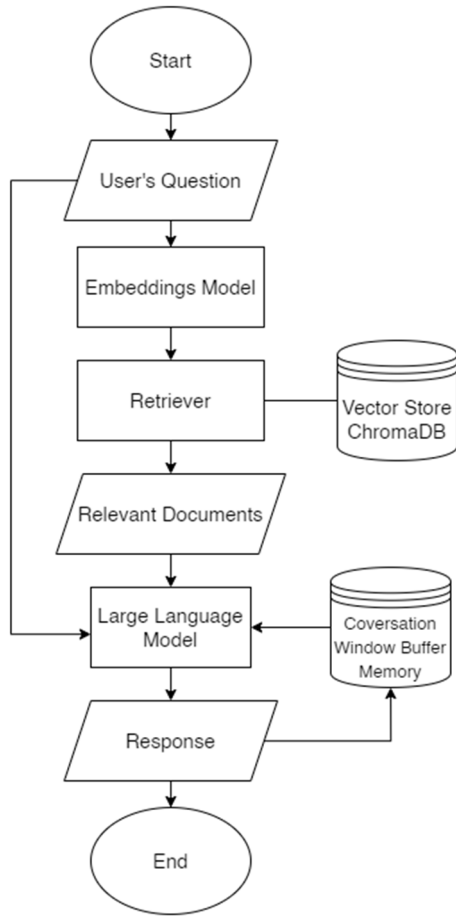 Start
User's Question
Embeddings Model
Retriever
Vector Store
ChromaDB
Relevant Documents
Large Language
Model
Coversation
Window Buffer
Memory
Response
End